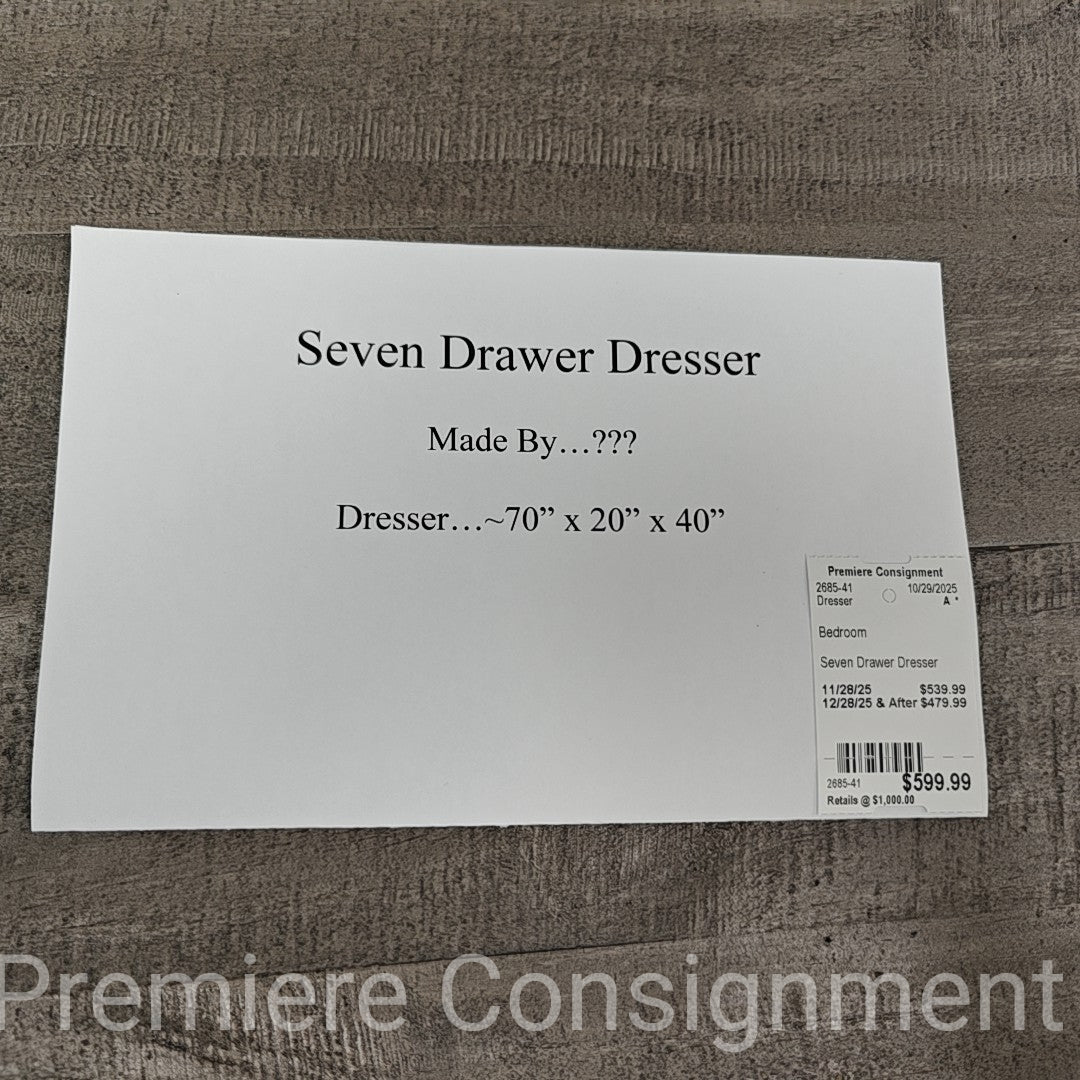 Seven Drawer Dresser
Made By…???
Dresser…~70” x 20” x 40”
Premiere Consignment
2685-41 10/29/2025
Dresser A *
Bedroom
Seven Drawer Dresser
11/28/25 $539.99
12/28/25 & After $479.99
2685-41 $599.99
Retails @ $1,000.00
Premiere Consignment